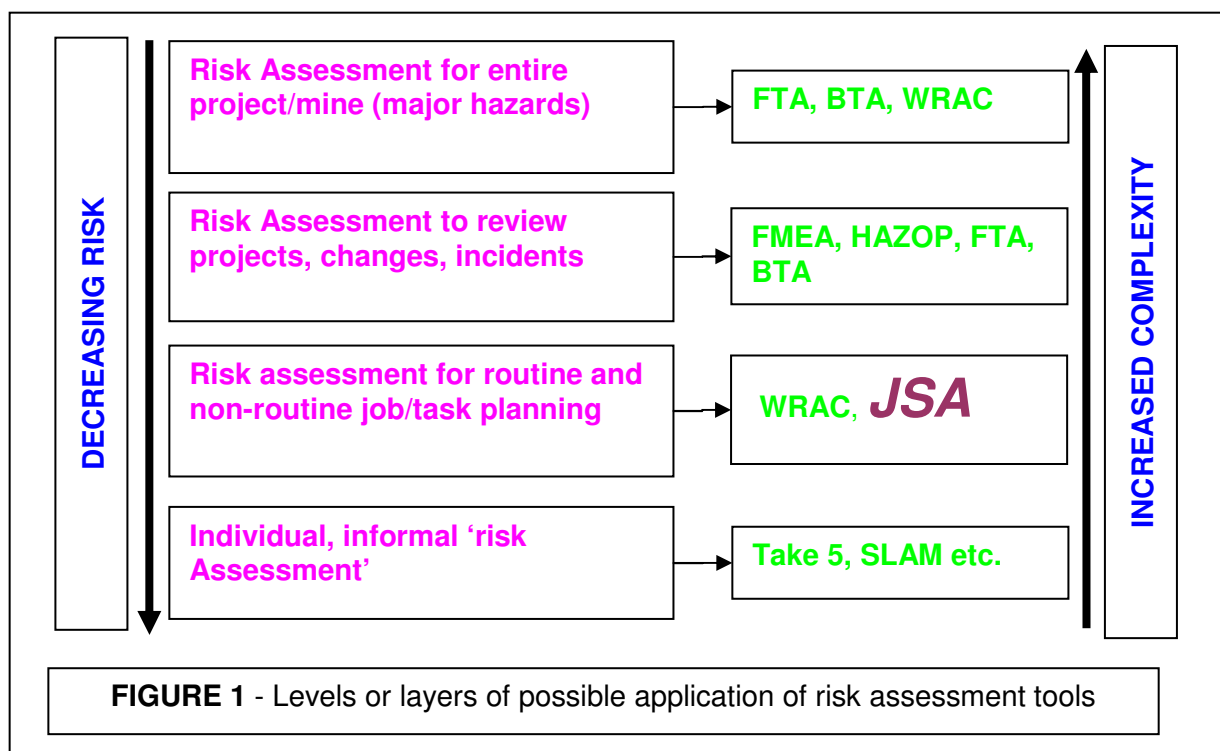 DECREASING RISK
Risk Assessment for entire
project/mine (major hazards)
FTA, BTA, WRAC
Risk Assessment to review
projects, changes, incidents
FMEA, HAZOP, FTA,
BTA
Risk assessment for routine and
non-routine job/task planning
WRAC, JSA
Individual, informal ‘risk
Assessment’
Take 5, SLAM etc.
INCREASED COMPLEXITY
FIGURE 1 - Levels or layers of possible application of risk assessment tools